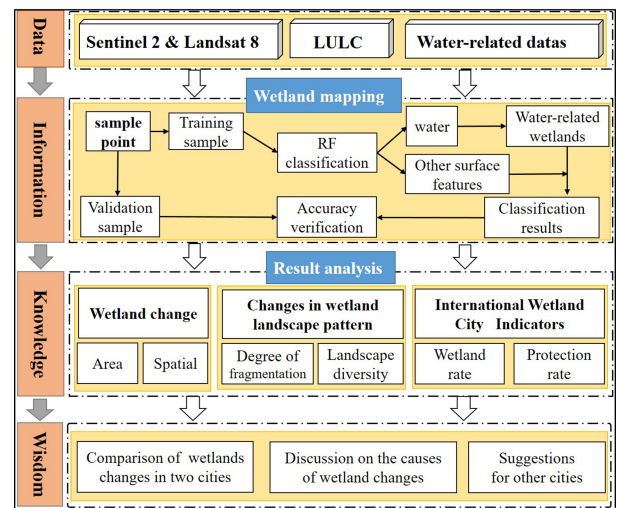 Data
Sentinel 2 & Landsat 8
LULC
Water-related datas
Wetland mapping
Information
sample
point
Training
sample
RF
classification
water
Water-related
wetlands
Other surface
features
Validation
sample
Accuracy
verification
Classification
results
Result analysis
Knowledge
Wetland change
Area
Spatial
Changes in wetland
landscape pattern
Degree of
fragmentation
Landscape
diversity
International Wetland
City Indicators
Wetland
rate
Protection
rate
Wisdom
Comparison of wetlands
changes in two cities
Discussion on the causes
of wetland changes
Suggestions
for other cities